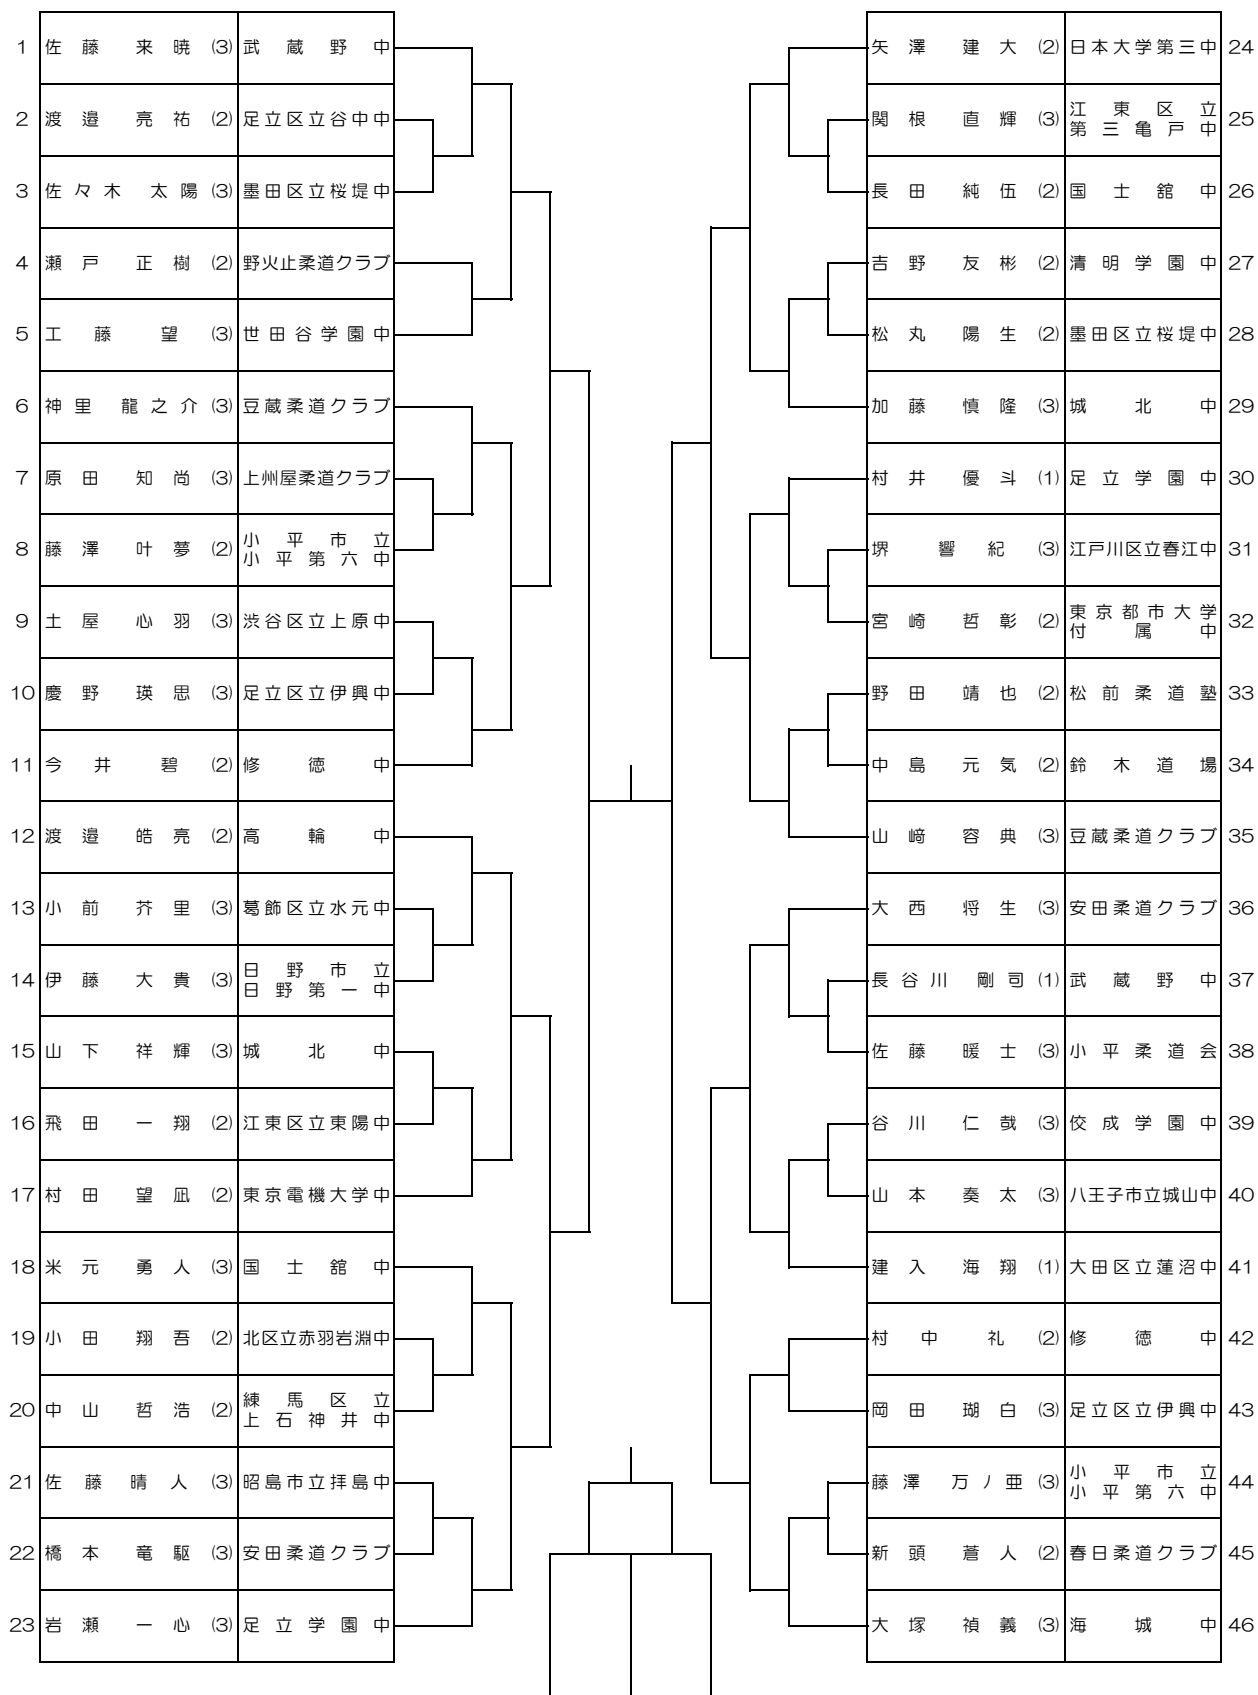 1 佐藤 来暁 (3) 武蔵野中
2 渡邉 亮祐 (2) 足立区立谷中中
3 佐々木 太陽 (3) 墨田区立桜堤中
4 瀬戸 正樹 (2) 野火止柔道クラブ
5 工藤 望 (3) 世田谷学園中
6 神里 龍之介 (3) 豆蔵柔道クラブ
7 原田 知尚 (3) 上州屋柔道クラブ
8 藤澤 叶夢 (2) 小平市立
小平第六中
9 土屋 心羽 (3) 渋谷区立上原中
10 慶野 瑛思 (3) 足立区立伊興中
11 今井 碧 (2) 修徳中
12 渡邉 皓亮 (2) 高輪中
13 小前 芥里 (3) 葛飾区立水元中
14 伊藤 大貴 (3) 日野市立
日野第一中
15 山下 祥輝 (3) 城北中
16 飛田 一翔 (2) 江東区立東陽中
17 村田 望凪 (2) 東京電機大学中
18 米元 勇人 (3) 国士舘中
19 小田 翔吾 (2) 北区立赤羽岩淵中
20 中山 哲浩 (2) 練馬区立
上石神井中
21 佐藤 晴人 (3) 昭島市立拝島中
22 橋本 竜駆 (3) 安田柔道クラブ
23 岩瀬 一心 (3) 足立学園中
矢澤 建大 (2) 日本大学第三中 24
関根 直輝 (3) 江東区立
第三亀戸中 25
長田 純伍 (2) 国士舘中 26
吉野 友彬 (2) 清明学園中 27
松丸 陽生 (2) 墨田区立桜堤中 28
加藤 慎隆 (3) 城北中 29
村井 優斗 (1) 足立学園中 30
堺 響紀 (3) 江戸川区立春江中 31
宮崎 哲彰 (2) 東京都市大学
付属中 32
野田 靖也 (2) 松前柔道塾 33
中島 元気 (2) 鈴木道場 34
山﨑 容典 (3) 豆蔵柔道クラブ 35
大西 将生 (3) 安田柔道クラブ 36
長谷川 剛司 (1) 武蔵野中 37
佐藤 暖士 (3) 小平柔道会 38
谷川 仁哉 (3) 佼成学園中 39
山本 奏太 (3) 八王子市立城山中 40
建入 海翔 (1) 大田区立蓮沼中 41
村中 礼 (2) 修徳中 42
岡田 瑚白 (3) 足立区立伊興中 43
藤澤 万ノ亜 (3) 小平市立
小平第六中 44
新頭 蒼人 (2) 春日柔道クラブ 45
大塚 禎義 (3) 海城中 46